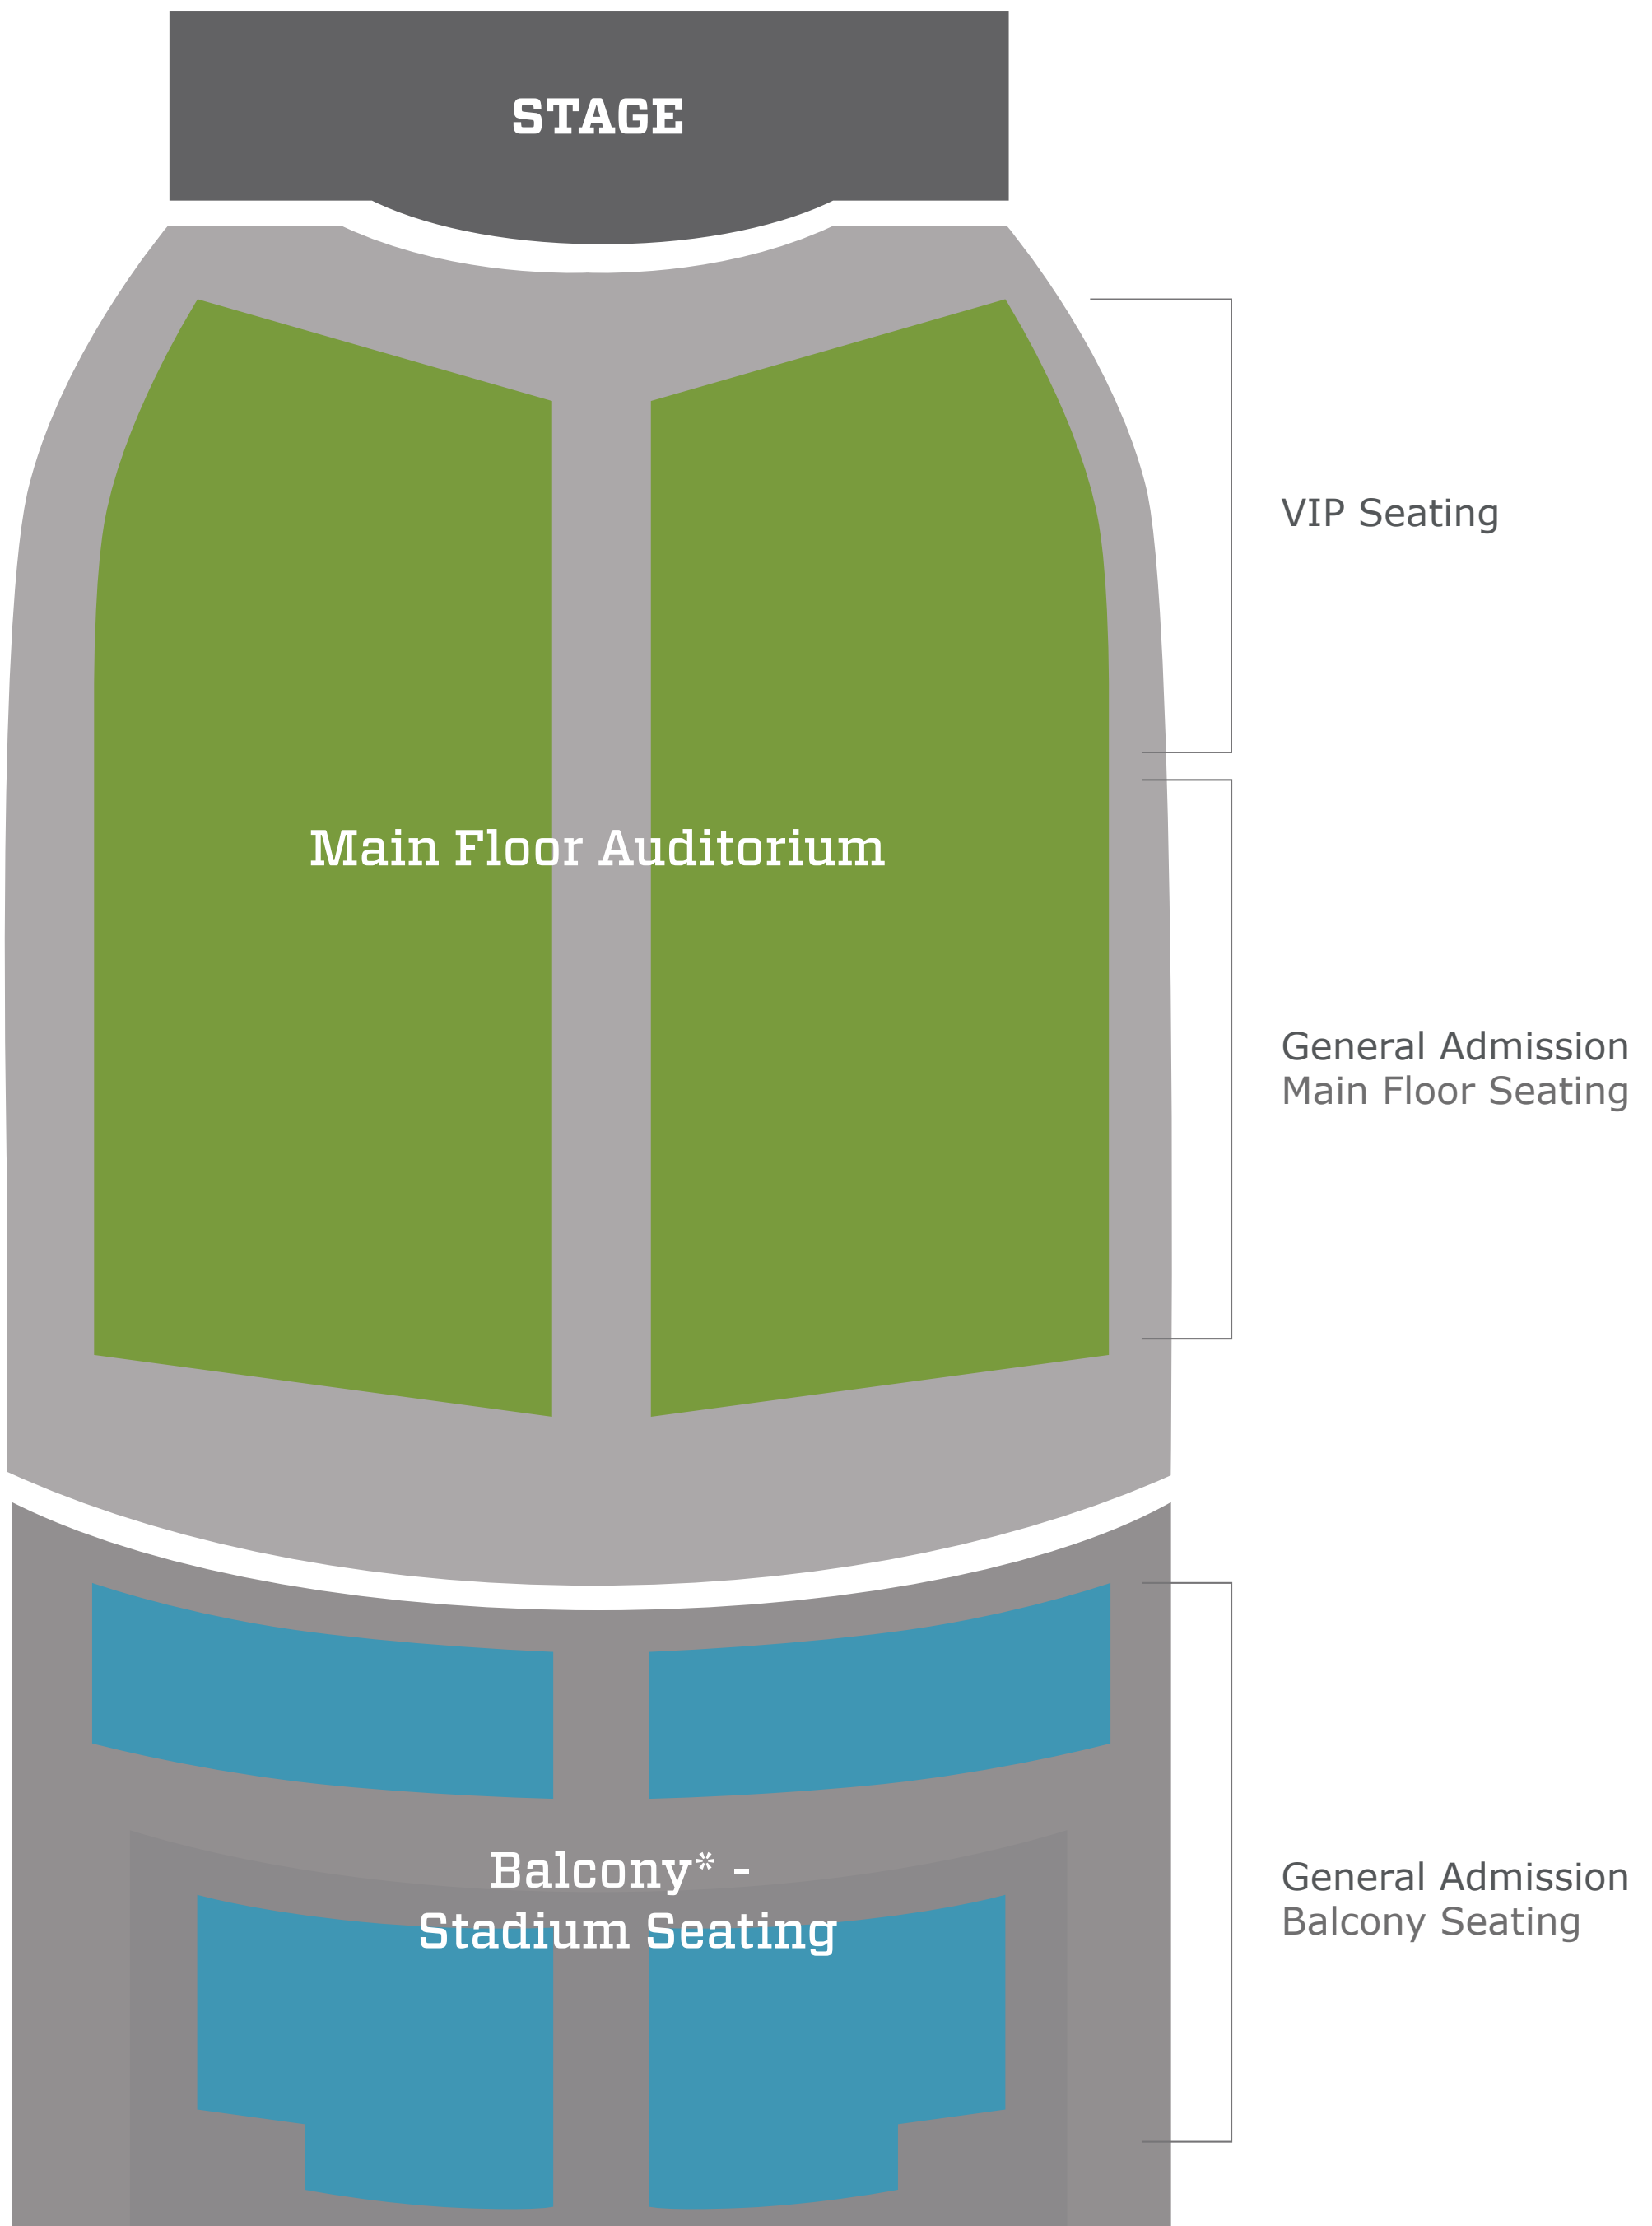 STAGE
VIP Seating
Main Floor Auditorium
General Admission
Main Floor Seating
Balcony* -
Stadium Seating
General Admission
Balcony Seating